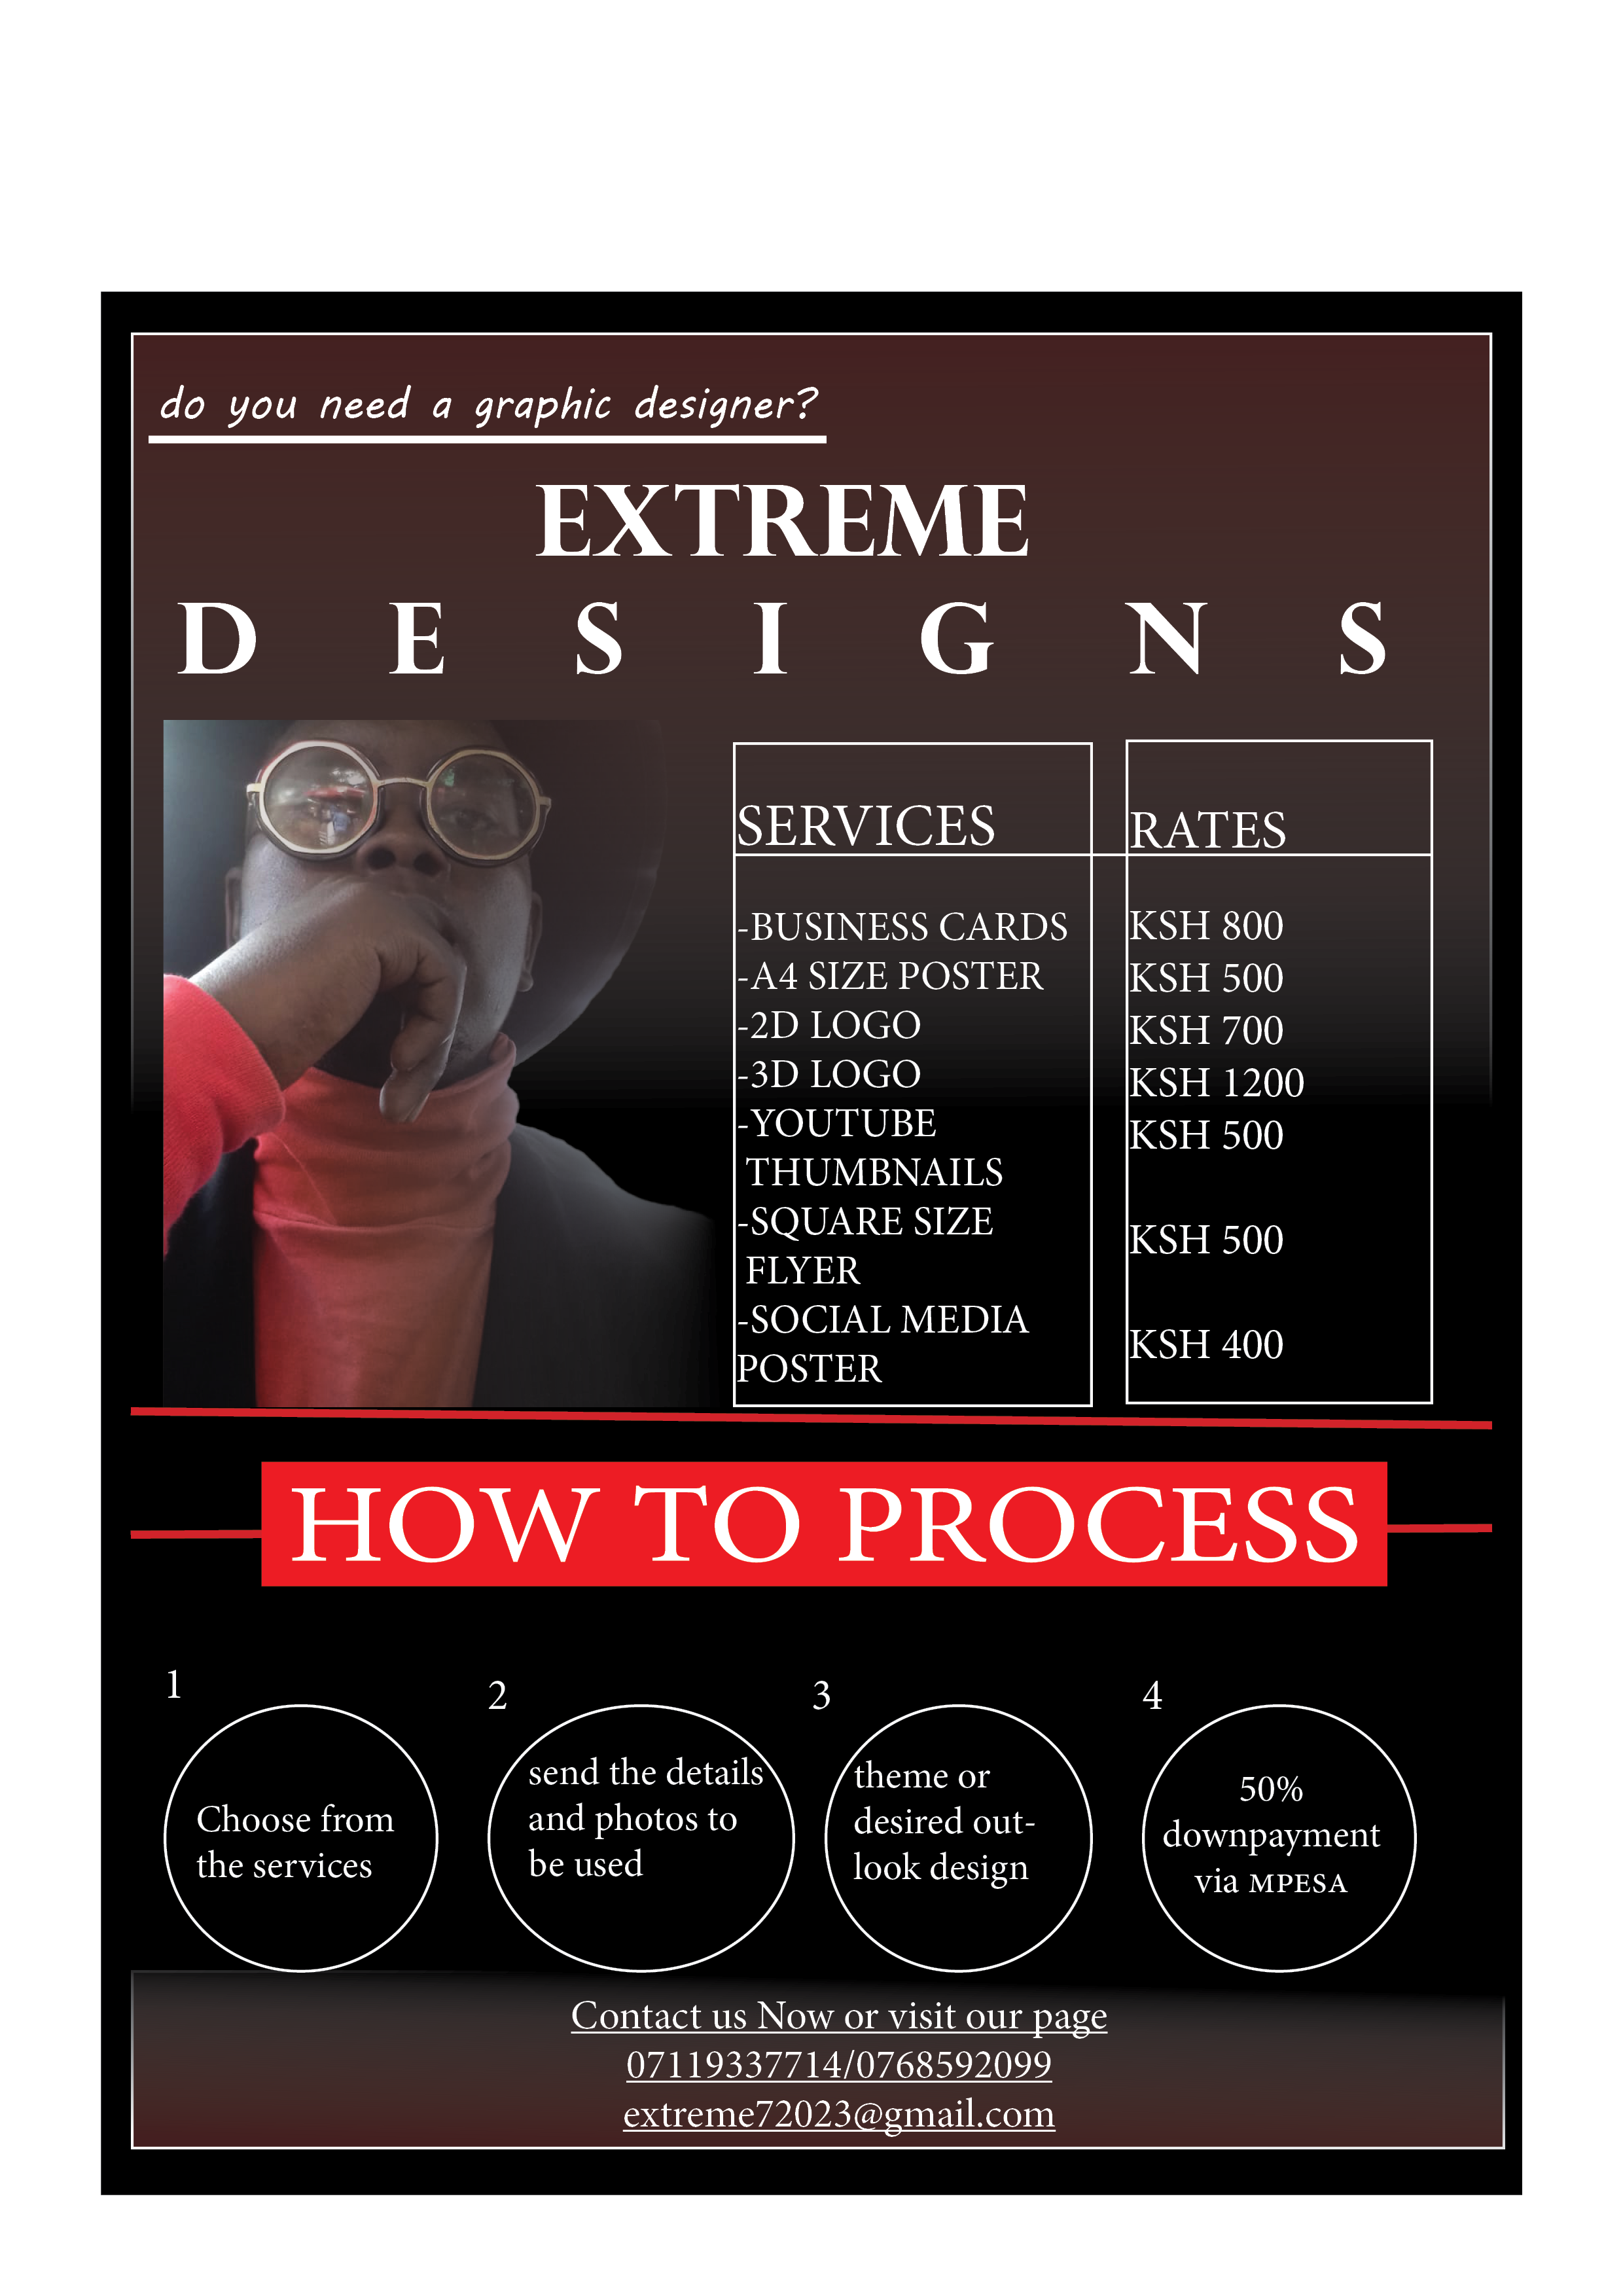 do you need a graphic designer?
EXTREME
D E S I G N S
SERVICES
-BUSINESS CARDS
-A4 SIZE POSTER
-2D LOGO
-3D LOGO
-YOUTUBE
THUMBNAILS
-SQUARE SIZE
FLYER
-SOCIAL MEDIA
POSTER
RATES
KSH 800
KSH 500
KSH 700
KSH 1200
KSH 500
KSH 500
KSH 400
HOW TO PROCESS
1
Choose from
the services
2
send the details
and photos to
be used
3
theme or
desired out-
look design
4
50%
downpayment
via MPESA
Contact us Now or visit our page
07119337714/0768592099
extreme72023@gmail.com